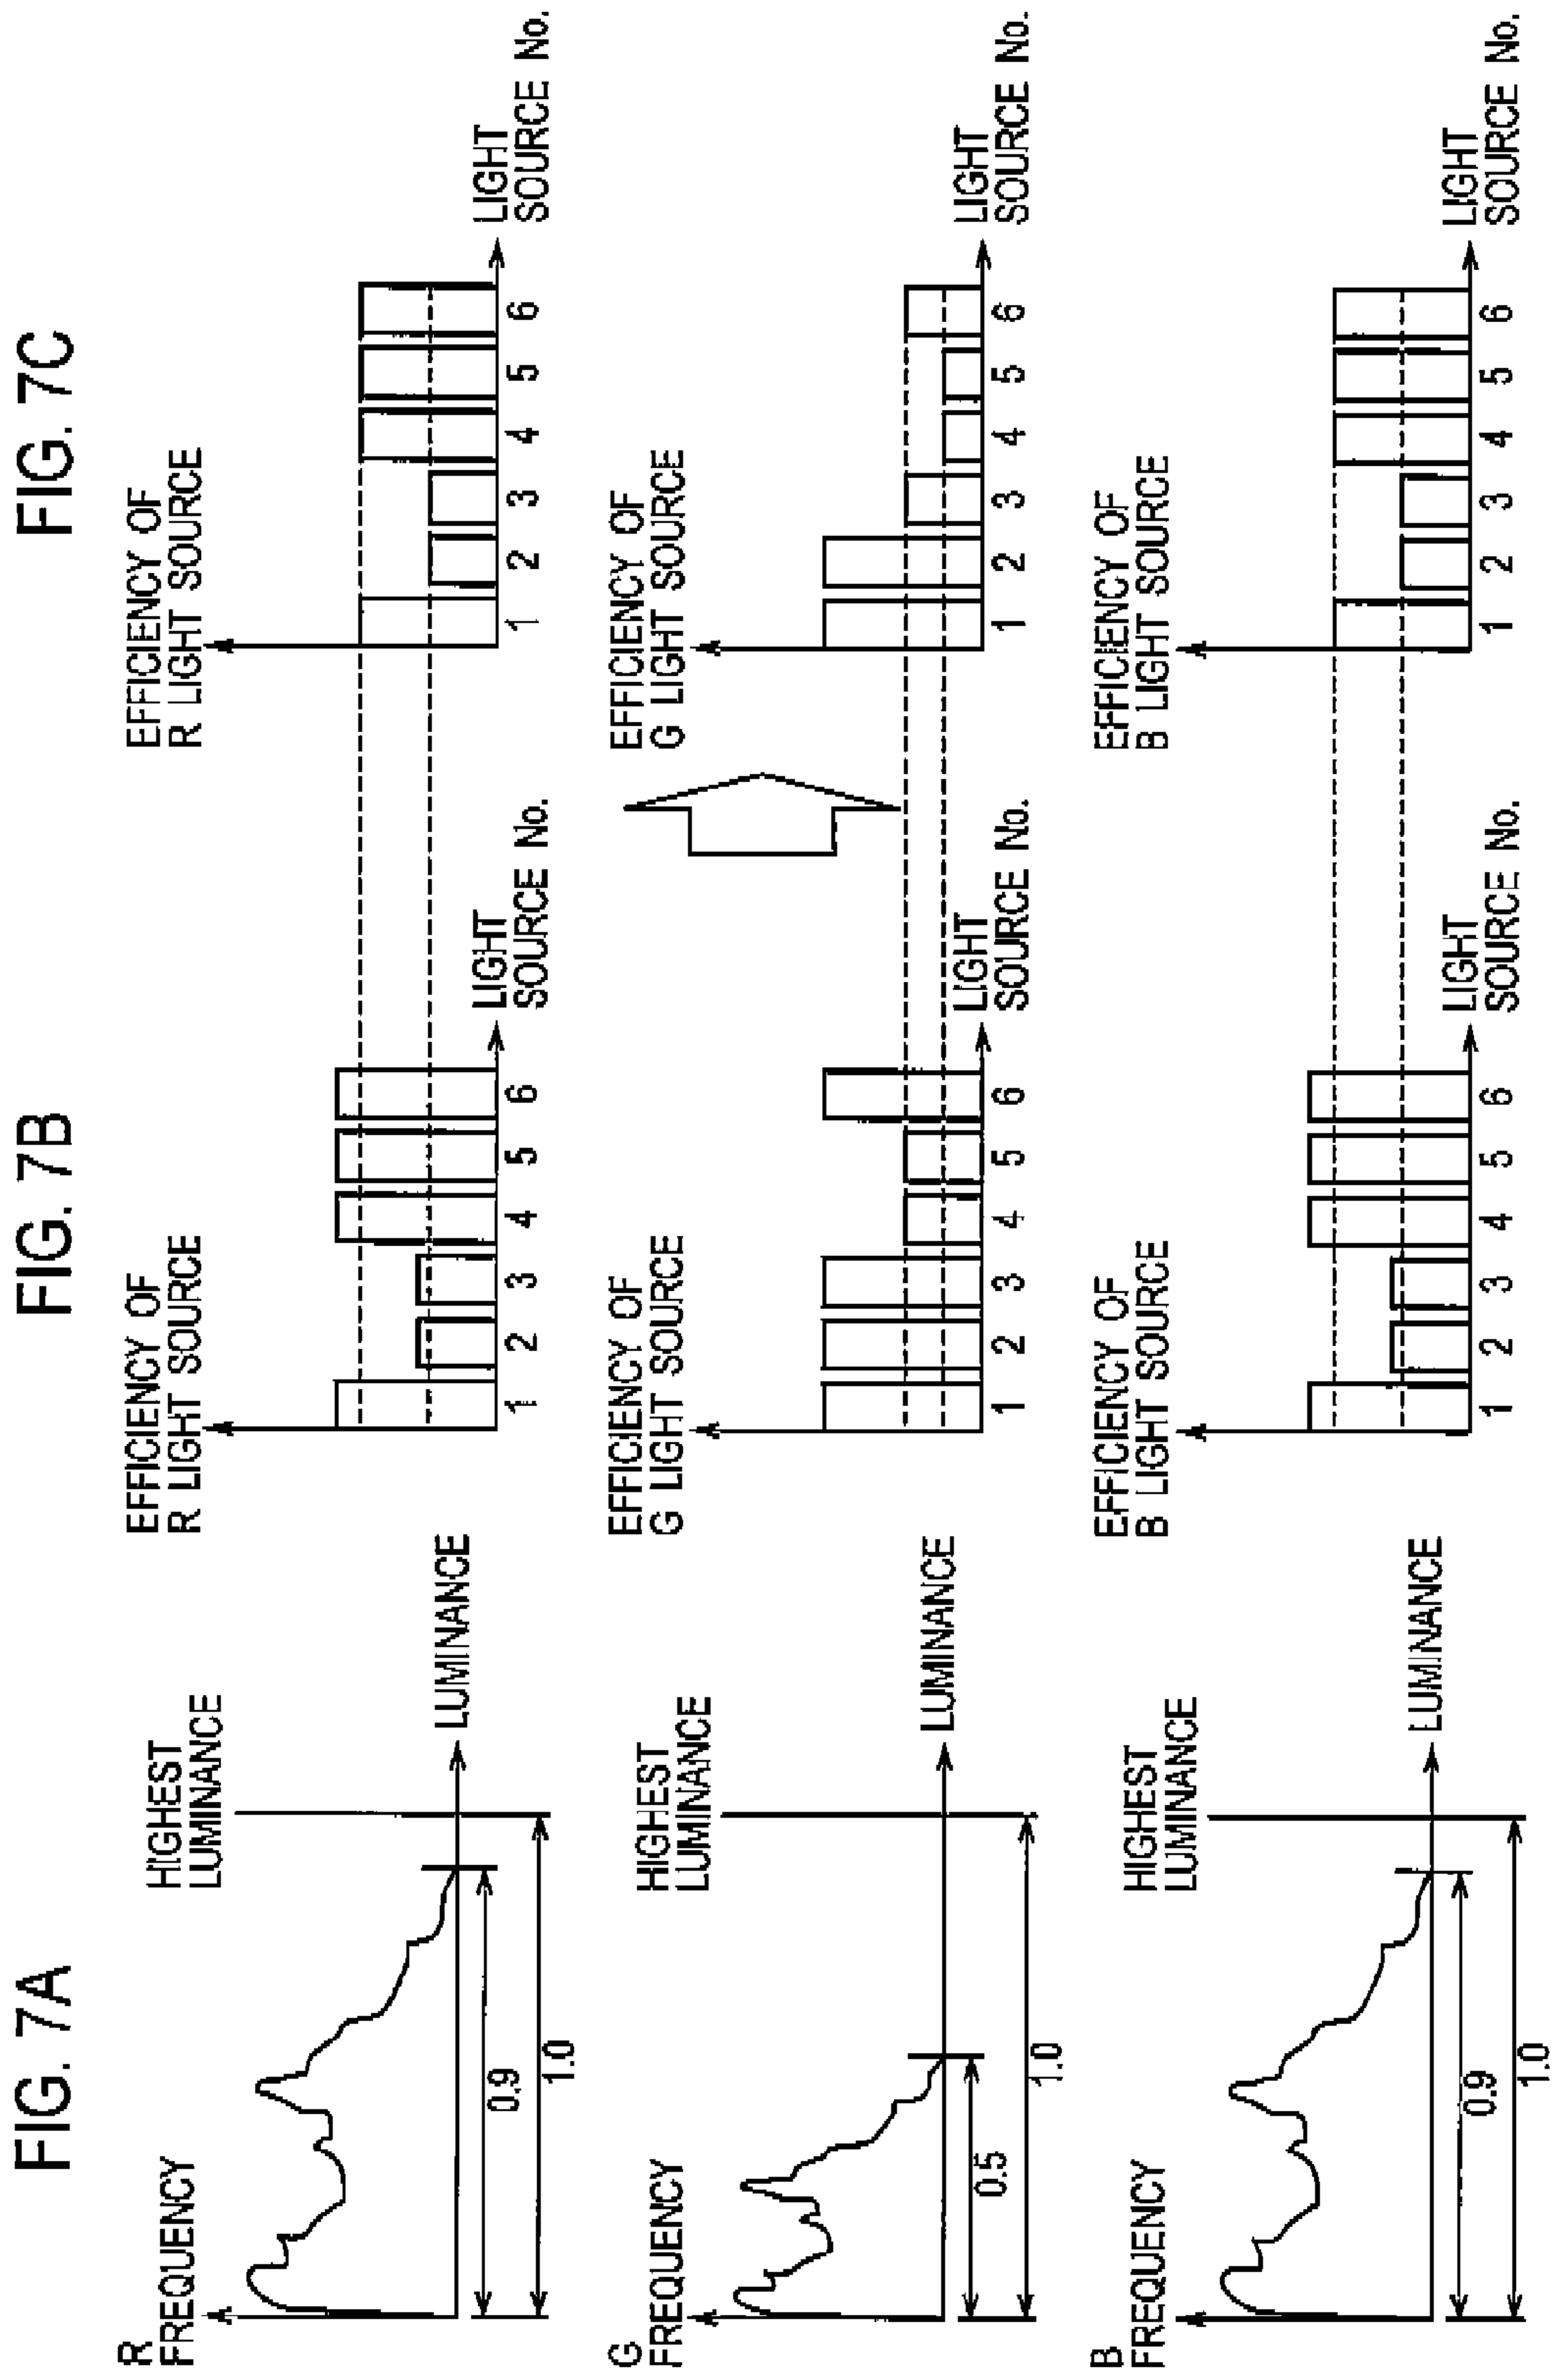 FIG. 7A
R
FREQUENCY
HIGHEST
LUMINANCE
LUMINANCE
0.9
1.0
G
FREQUENCY
HIGHEST
LUMINANCE
LUMINANCE
0.5
1.0
B
FREQUENCY
HIGHEST
LUMINANCE
LUMINANCE
0.9
1.0
FIG. 7B
EFFICIENCY OF
R LIGHT SOURCE
1 2 3 4 5 6
LIGHT
SOURCE No.
EFFICIENCY OF
G LIGHT SOURCE
1 2 3 4 5 6
LIGHT
SOURCE No.
EFFICIENCY OF
B LIGHT SOURCE
1 2 3 4 5 6
LIGHT
SOURCE No.
FIG. 7C
EFFICIENCY OF
R LIGHT SOURCE
1 2 3 4 5 6
LIGHT
SOURCE No.
EFFICIENCY OF
G LIGHT SOURCE
1 2 3 4 5 6
LIGHT
SOURCE No.
EFFICIENCY OF
B LIGHT SOURCE
1 2 3 4 5 6
LIGHT
SOURCE No.